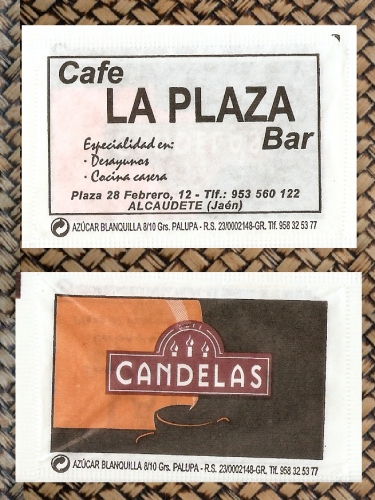 Cafe
LA PLAZA
Bar
Especialidad en:
· Desayunos
· Cocina casera
Plaza 28 Febrero, 12 - Tlf.: 953 560 122
ALCAUDETE (Jaén)
AZÚCAR BLANQUILLA 8/10 Grs. PALUPA - R.S. 23/0002148-GR. Tlf. 958 32 53 77
CAFÉ
CANDELAS
AZÚCAR BLANQUILLA 8/10 Grs. PALUPA - R.S. 23/0002148-GR. Tlf. 958 32 53 77